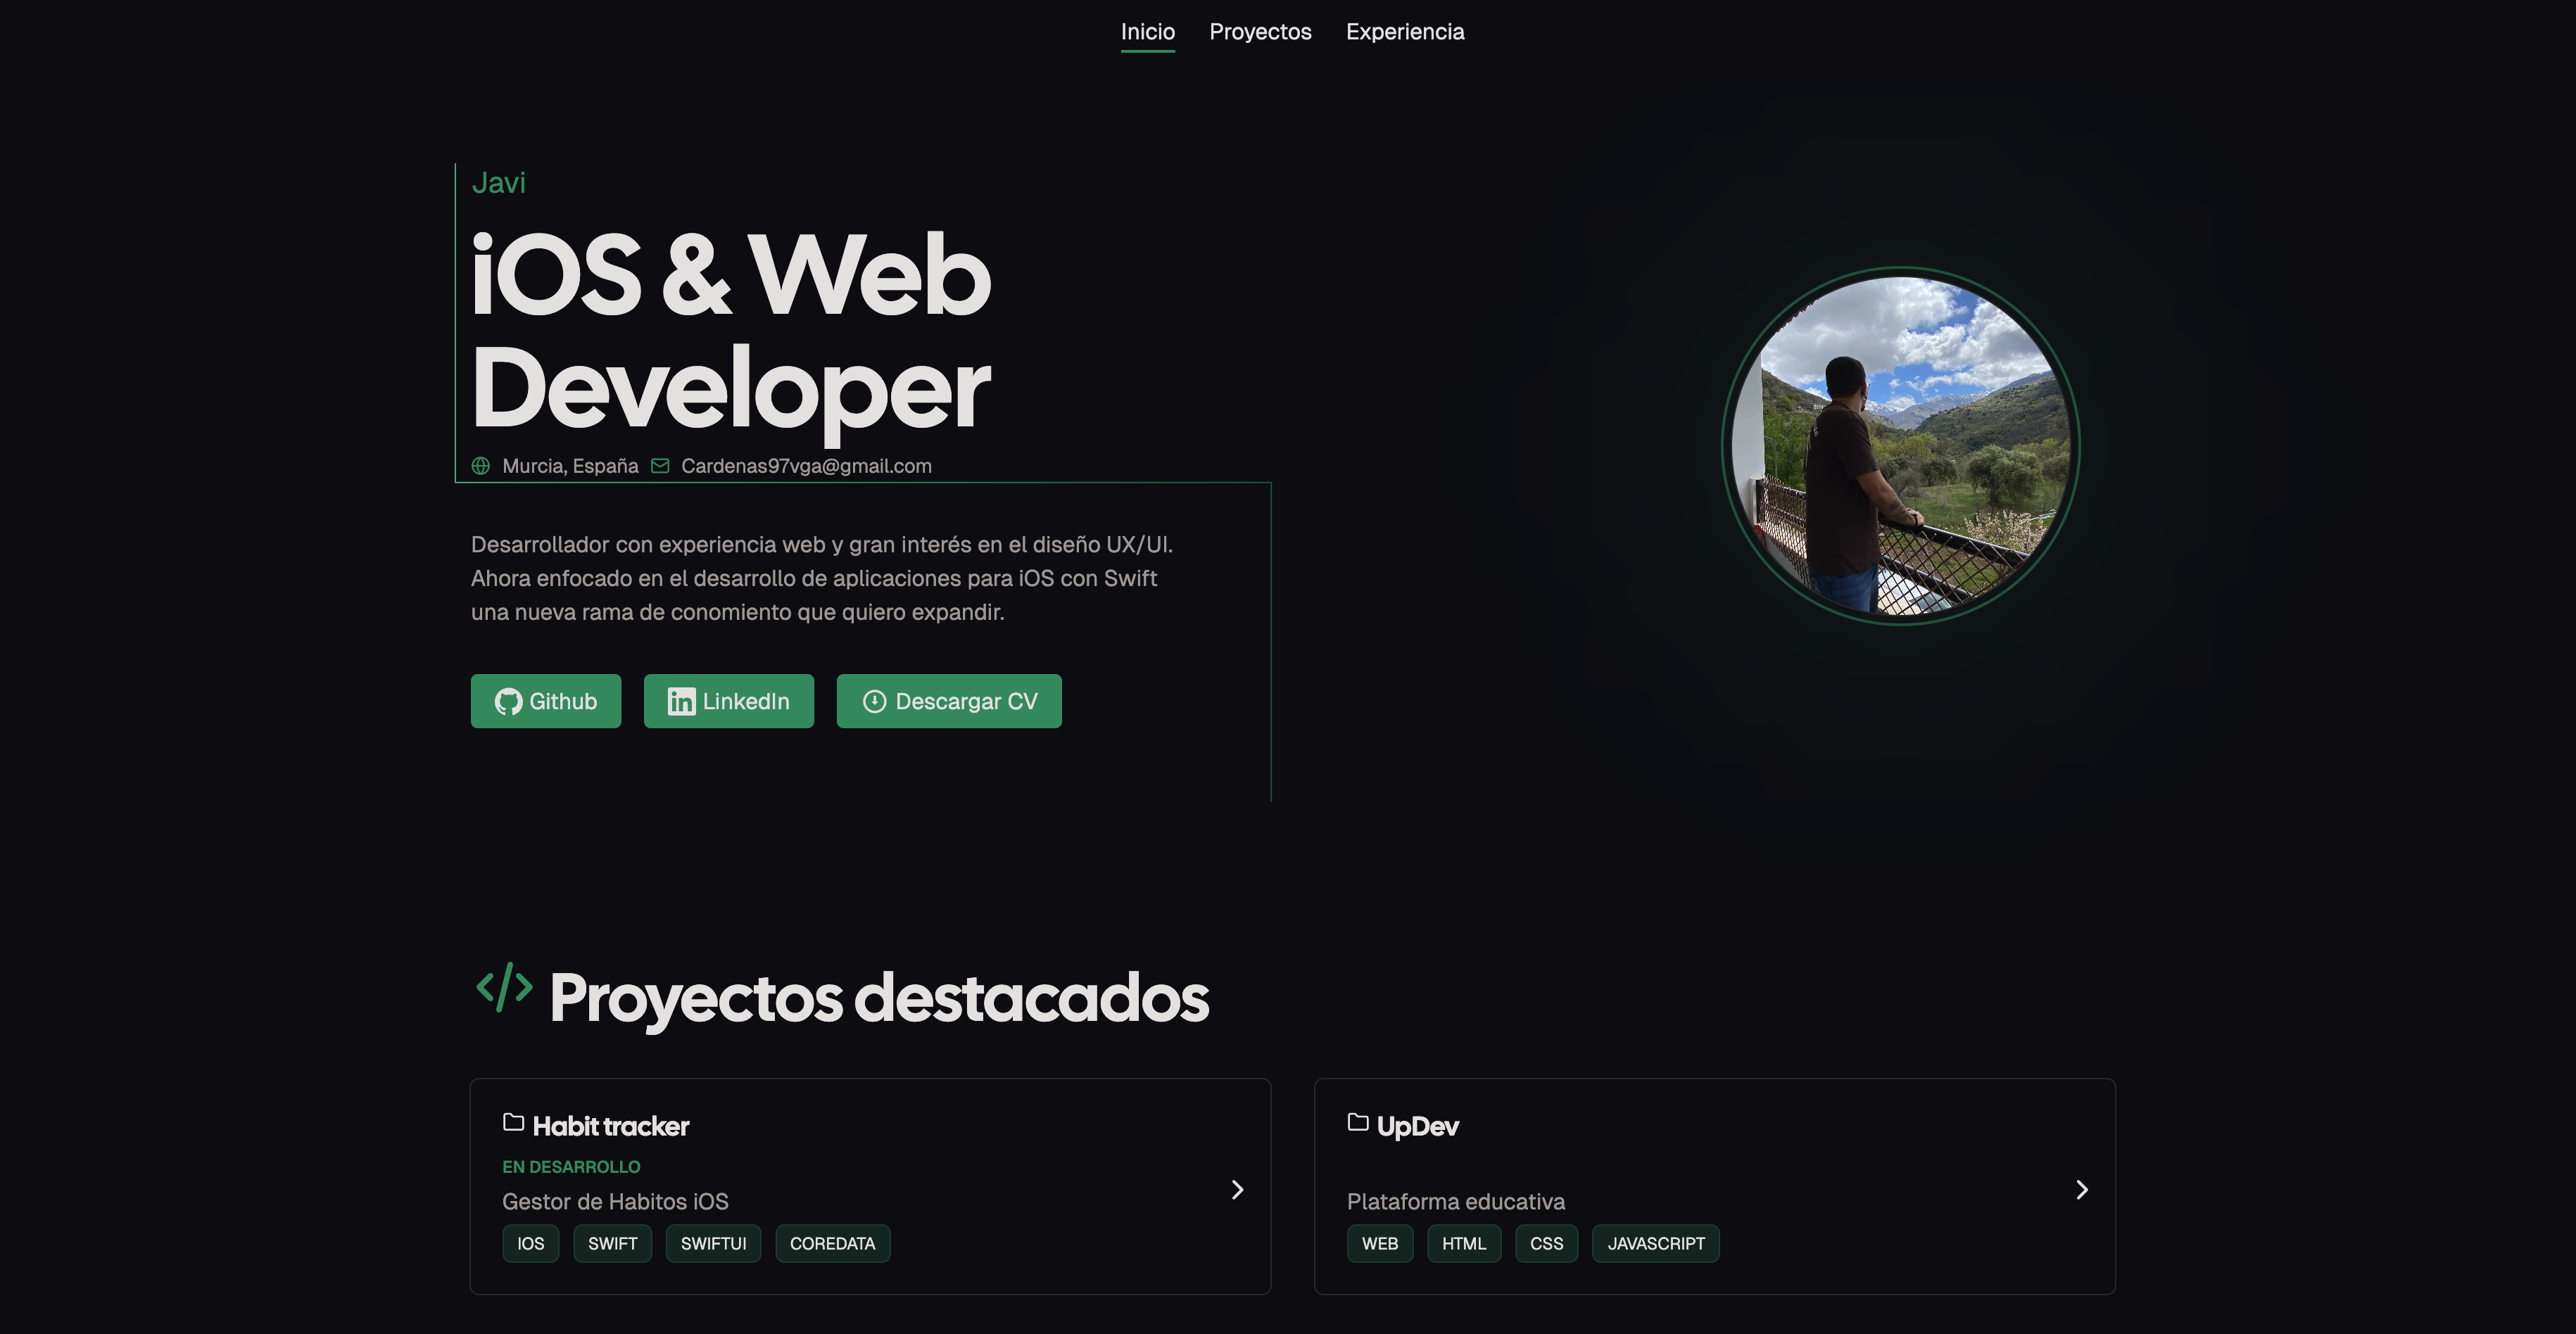 Inicio Proyectos Experiencia
Javi
iOS & Web
Developer
Murcia, España Cardenas97vga@gmail.com
Desarrollador con experiencia web y gran interés en el diseño UX/UI.
Ahora enfocado en el desarrollo de aplicaciones para iOS con Swift
una nueva rama de conomiento que quiero expandir.
Github LinkedIn Descargar CV
</> Proyectos destacados
Habit tracker
EN DESARROLLO
Gestor de Habitos iOS
IOS SWIFT SWIFTUI COREDATA
UpDev
Plataforma educativa
WEB HTML CSS JAVASCRIPT